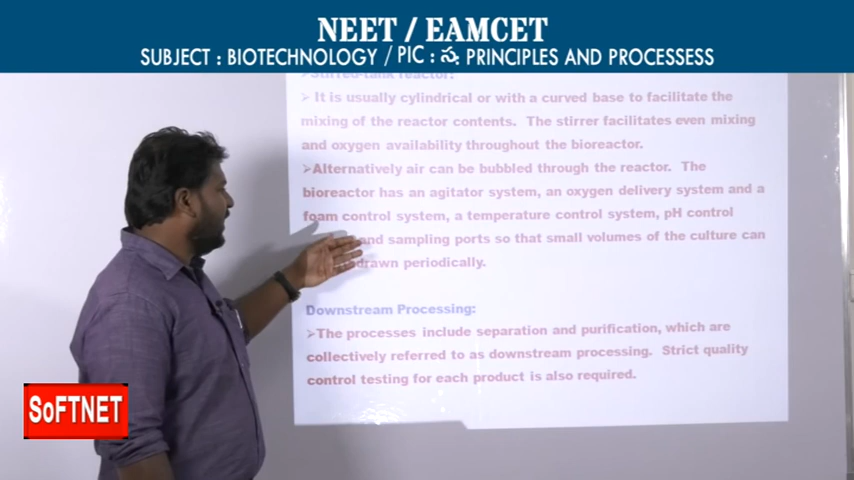 NEET / EAMCET
SUBJECT : BIOTECHNOLOGY / PIC : సృ PRINCIPLES AND PROCESSESS
Stirred-tank reactor:
➢ It is usually cylindrical or with a curved base to facilitate the
mixing of the reactor contents. The stirrer facilitates even mixing
and oxygen availability throughout the bioreactor.
➢Alternatively air can be bubbled through the reactor. The
bioreactor has an agitator system, an oxygen delivery system and a
foam control system, a temperature control system, pH control
and sampling ports so that small volumes of the culture can
periodically.
Downstream Processing:
➢The processes include separation and purification, which are
collectively referred to as downstream processing. Strict quality
control testing for each product is also required.
SoFTNET